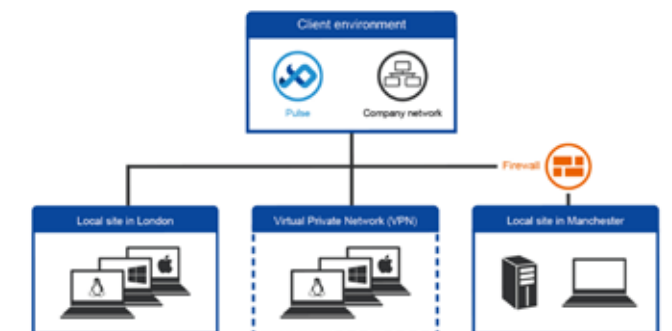 Client environment
Pulse
Company network
Firewall
Local site in London
Virtual Private Network (VPN)
Local site in Manchester